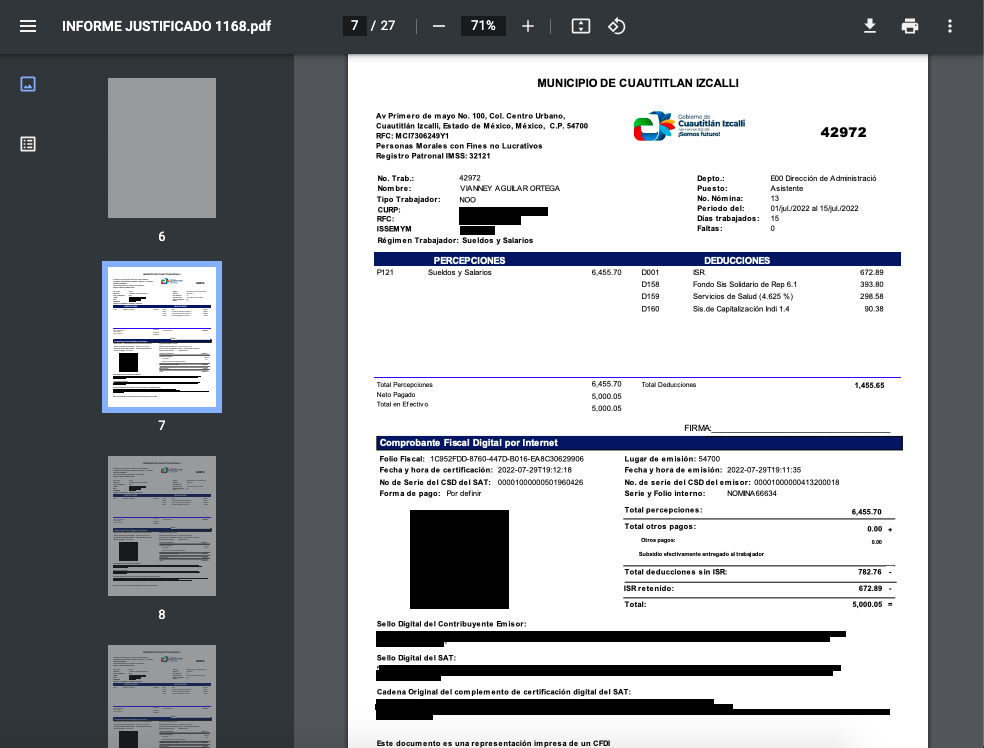 INFORME JUSTIFICADO 1168.pdf
7 / 27
71%
6
7
8
MUNICIPIO DE CUAUTITLAN IZCALLI
Av Primero de mayo No. 100, Col. Centro Urbano,
Cuautitlán Izcalli, Estado de México, México, C.P. 54700
RFC: MCI7306249Y1
Personas Morales con Fines no Lucrativos
Registro Patronal IMSS: 32121
Gobierno de
Cuautitlán Izcalli
¡Somos futuro!
42972
No. Trab.: 42972
Nombre: VIANNEY AGUILAR ORTEGA
Tipo Trabajador: NOO
CURP:
RFC:
ISSEMYM
Régimen Trabajador: Sueldos y Salarios
Depto.: E00 Dirección de Administració
Puesto: Asistente
No. Nómina: 13
Periodo del: 01/jul./2022 al 15/jul./2022
Días trabajados: 15
Faltas: 0
PERCEPCIONES DEDUCCIONES
P121 Sueldos y Salarios 6,455.70 D001 ISR 672.89
D158 Fondo Sis Solidario de Rep 6.1 393.80
D159 Servicios de Salud (4.625 %) 298.58
D160 Sis.de Capitalización Indi 1.4 90.38
Total Percepciones 6,455.70 Total Deducciones 1,455.65
Neto Pagado 5,000.05
Total en Efectivo 5,000.05
FIRMA:
Comprobante Fiscal Digital por Internet
Folio Fiscal: 1C952FDD-8760-447D-B016-EA8C30629906
Fecha y hora de certificación: 2022-07-29T19:12:18
No de Serie del CSD del SAT: 00001000000501960426
Forma de pago: Por definir
Lugar de emisión: 54700
Fecha y hora de emisión: 2022-07-29T19:11:35
No. de serie del CSD del emisor: 00001000000413200018
Serie y Folio interno: NOMINA66634
Total percepciones: 6,455.70
Total otros pagos: 0.00 +
Otros pagos: 0.00
Subsidio efectivamente entregado al trabajador
Total deducciones sin ISR: 782.76 -
ISR retenido: 672.89 -
Total: 5,000.05 =
Sello Digital del Contribuyente Emisor:
Sello Digital del SAT:
Cadena Original del complemento de certificación digital del SAT:
Este documento es una representación impresa de un CFDI